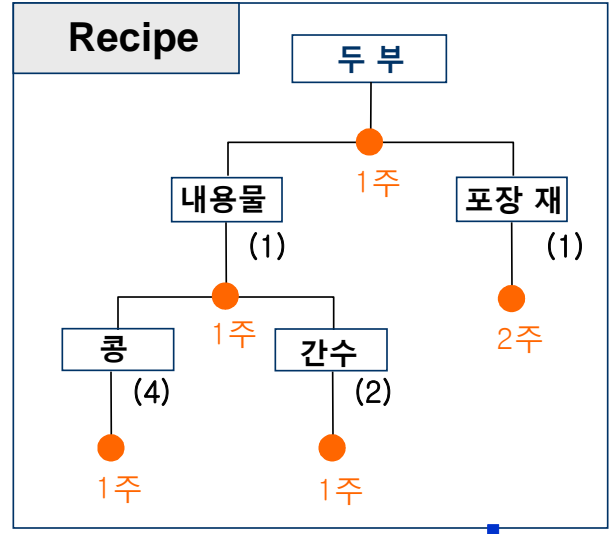 Recipe
두 부
1주
내용물
(1)
포장 재
(1)
1주
2주
콩
(4)
간수
(2)
1주
1주